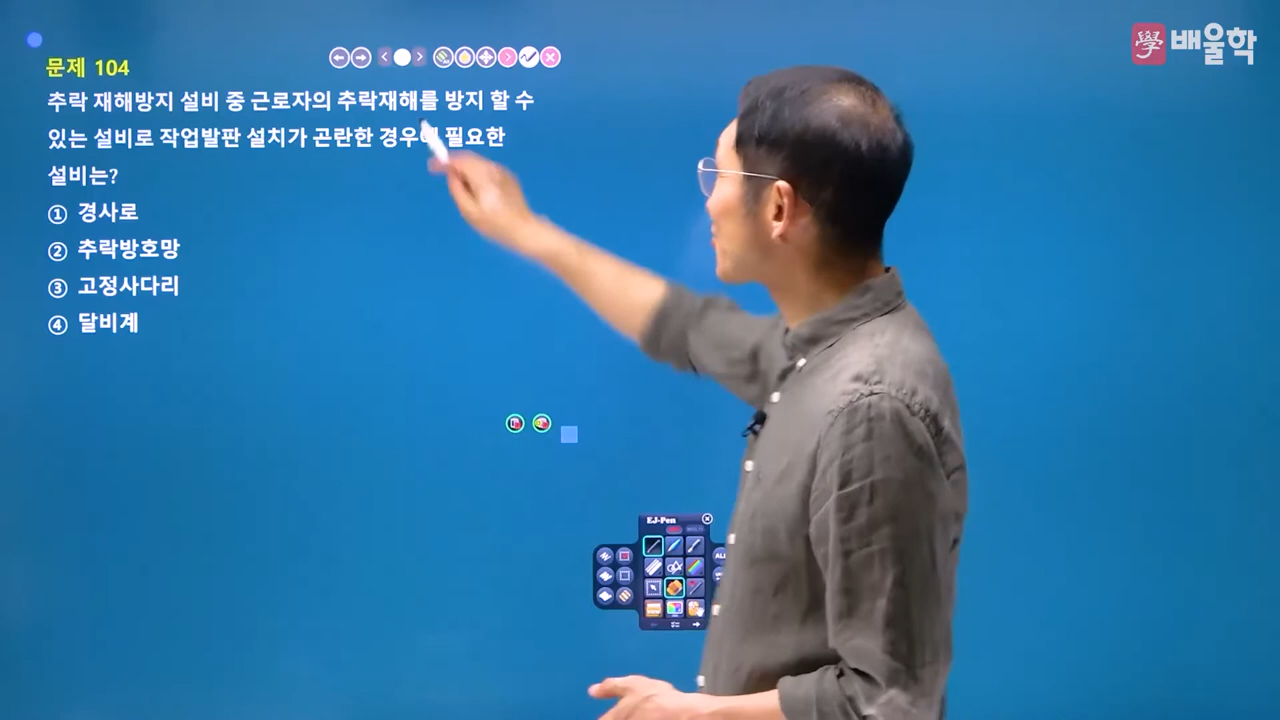 學 배울학
문제 104
추락 재해방지 설비 중 근로자의 추락재해를 방지 할 수
있는 설비로 작업발판 설치가 곤란한 경우에 필요한
설비는?
① 경사로
② 추락방호망
③ 고정사다리
④ 달비계
EJ-Pen